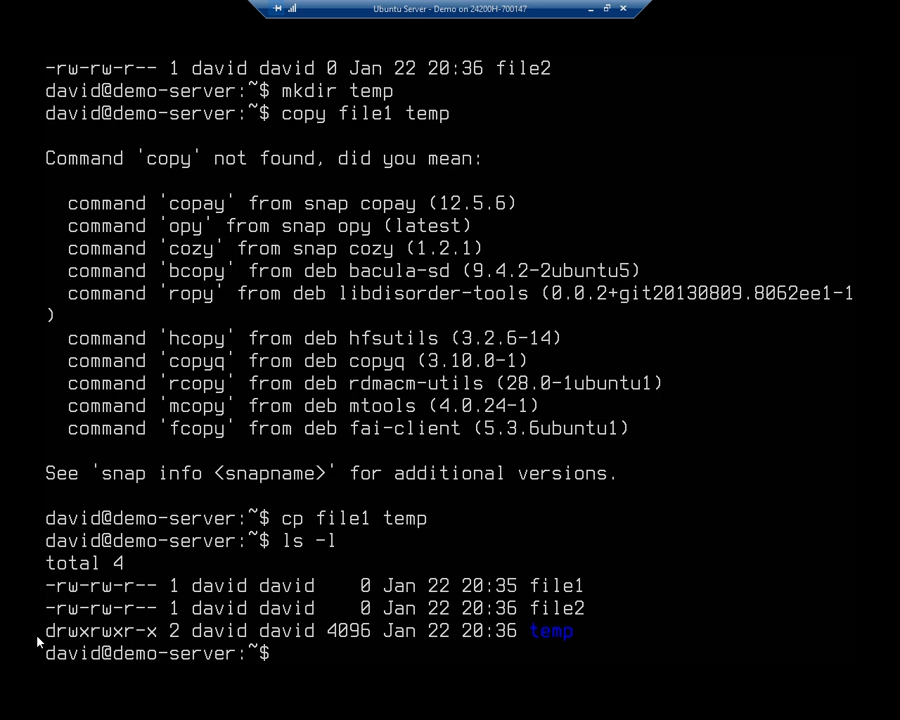 Ubuntu Server - Demo on 24200H-700147
-rw-rw-r-- 1 david david 0 Jan 22 20:36 file2
david@demo-server:~$ mkdir temp
david@demo-server:~$ copy file1 temp
Command 'copy' not found, did you mean:
command 'copay' from snap copay (12.5.6)
command 'opy' from snap opy (latest)
command 'cozy' from snap cozy (1.2.1)
command 'bcopy' from deb bacula-sd (9.4.2-2ubuntu5)
command 'ropy' from deb libdisorder-tools (0.0.2+git20130809.8062ee1-1
)
command 'hcopy' from deb hfsutils (3.2.6-14)
command 'copyq' from deb copyq (3.10.0-1)
command 'rcopy' from deb rdmacm-utils (28.0-1ubuntu1)
command 'mcopy' from deb mtools (4.0.24-1)
command 'fcopy' from deb fai-client (5.3.6ubuntu1)
See 'snap info <snapname>' for additional versions.
david@demo-server:~$ cp file1 temp
david@demo-server:~$ ls -l
total 4
-rw-rw-r-- 1 david david    0 Jan 22 20:35 file1
-rw-rw-r-- 1 david david    0 Jan 22 20:36 file2
drwxrwxr-x 2 david david 4096 Jan 22 20:36 temp
david@demo-server:~$